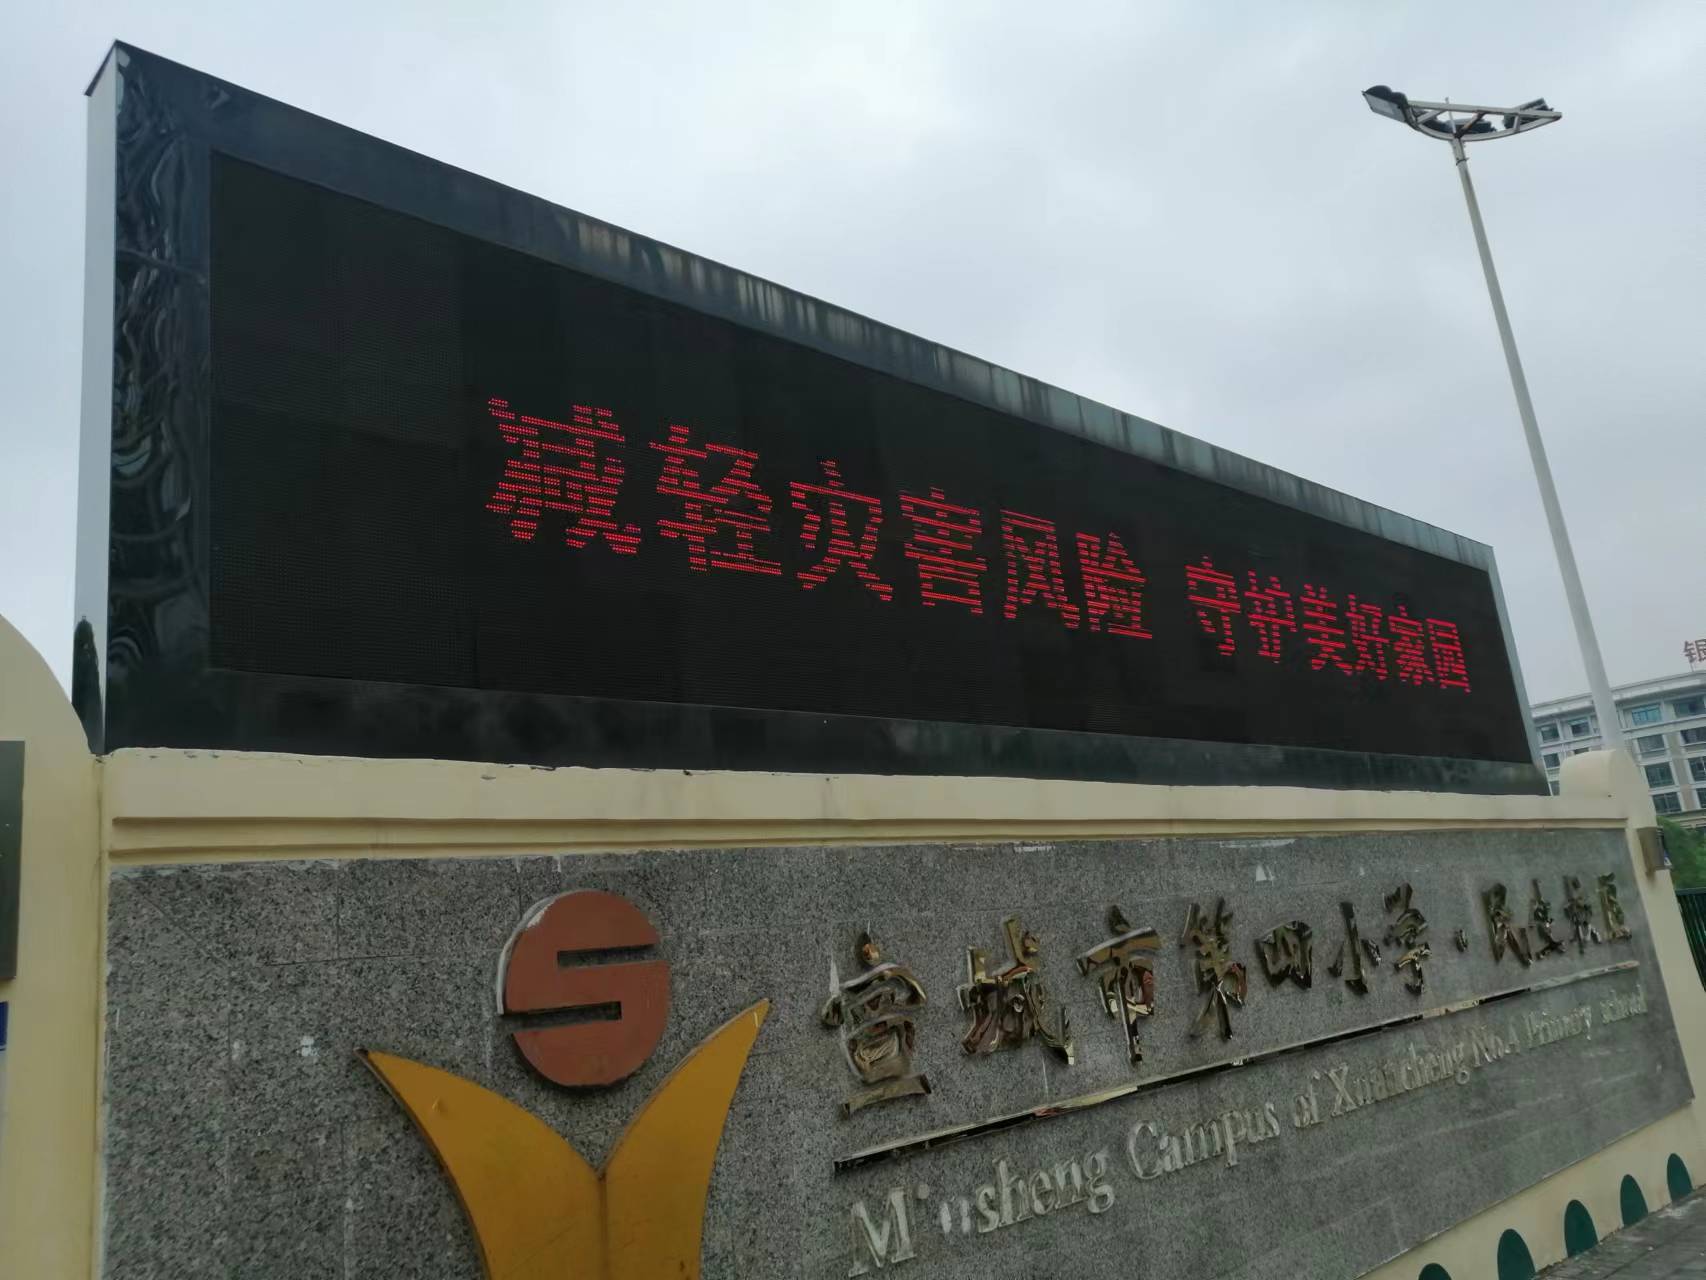 减轻灾害风险 守护美好家园
宣城市第四小学·民生校区
Minsheng Campus of Xuancheng No.4 Primary school
银